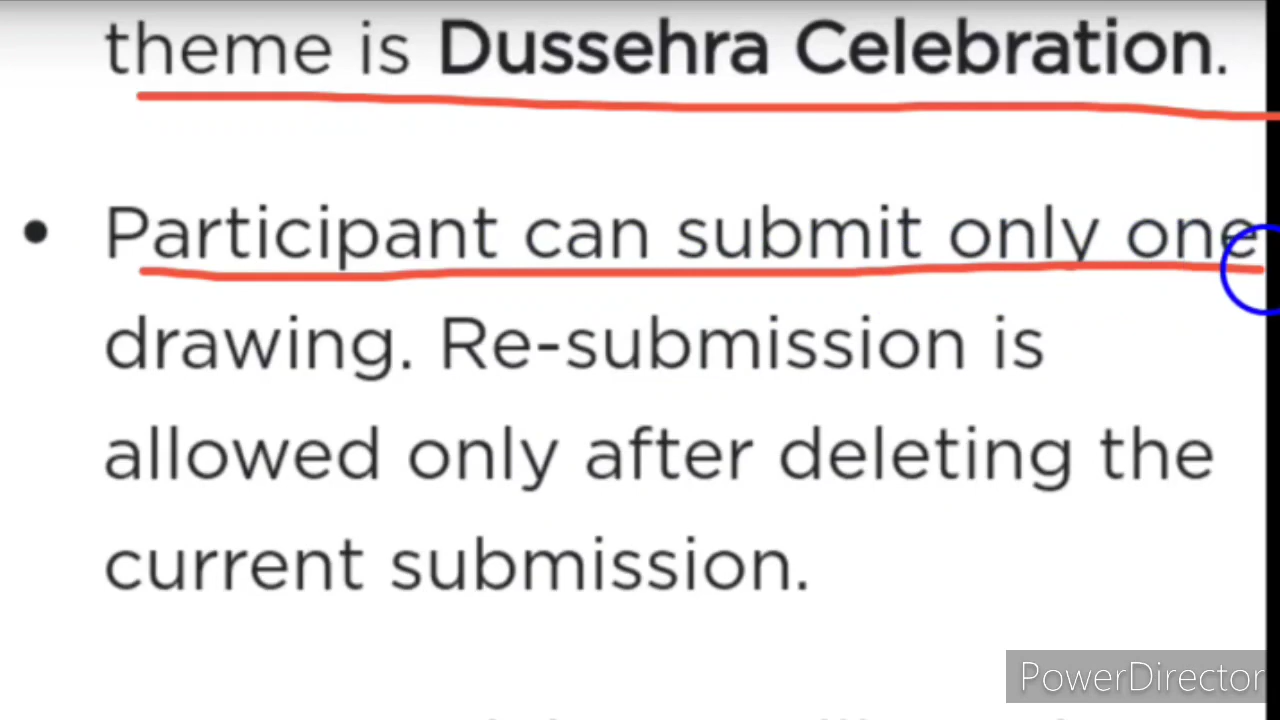 theme is Dussehra Celebration.
• Participant can submit only one
drawing. Re-submission is
allowed only after deleting the
current submission.
PowerDirector